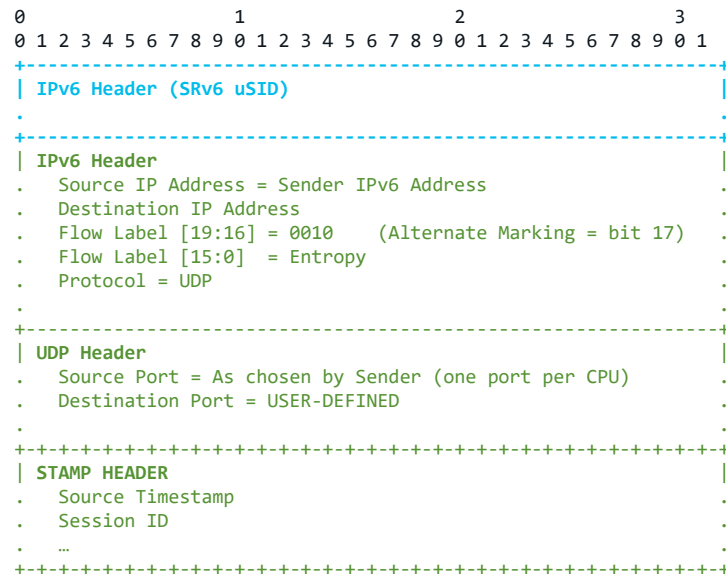 0                   1                   2                   3
0 1 2 3 4 5 6 7 8 9 0 1 2 3 4 5 6 7 8 9 0 1 2 3 4 5 6 7 8 9 0 1
+---------------------------------------------------------------+
| IPv6 Header (SRv6 uSID)                                       |
.                                                               .
+---------------------------------------------------------------+
| IPv6 Header                                                   |
.   Source IP Address = Sender IPv6 Address                     .
.   Destination IP Address                                      .
.   Flow Label [19:16] = 0010    (Alternate Marking = bit 17)   .
.   Flow Label [15:0]  = Entropy                                .
.   Protocol = UDP                                              .
.                                                               .
+---------------------------------------------------------------+
| UDP Header                                                    |
.   Source Port = As chosen by Sender (one port per CPU)        .
.   Destination Port = USER-DEFINED                             .
.                                                               .
+-+-+-+-+-+-+-+-+-+-+-+-+-+-+-+-+-+-+-+-+-+-+-+-+-+-+-+-+-+-+-+-+
| STAMP HEADER                                                  |
.   Source Timestamp                                            .
.   Session ID                                                  .
.   …                                                           .
+-+-+-+-+-+-+-+-+-+-+-+-+-+-+-+-+-+-+-+-+-+-+-+-+-+-+-+-+-+-+-+-+